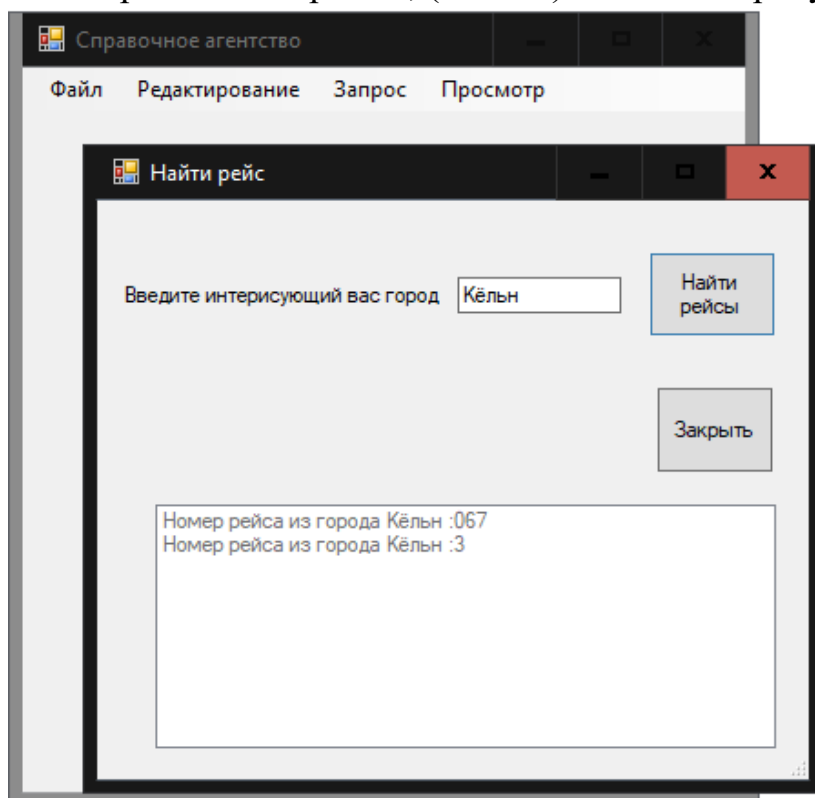 Справочное агентство
Файл Редактирование Запрос Просмотр
Найти рейс
Введите интерисующий вас город Кёльн
Найти
рейсы
Закрыть
Номер рейса из города Кёльн :067
Номер рейса из города Кёльн :3